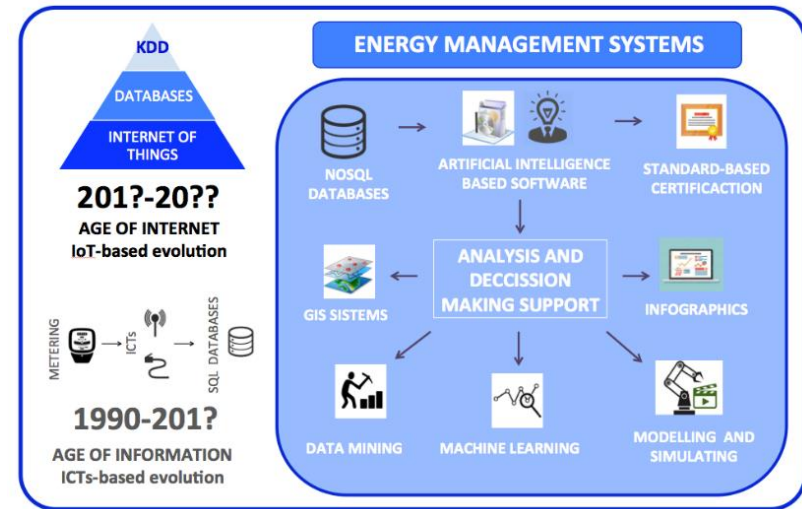 KDD
DATABASES
INTERNET OF
THINGS
201?-20??
AGE OF INTERNET
IoT-based evolution
METERING
ICTs
SQL DATABASES
1990-201?
AGE OF INFORMATION
ICTs-based evolution
ENERGY MANAGEMENT SYSTEMS
NOSQL
DATABASES
ARTIFICIAL INTELLIGENCE
BASED SOFTWARE
STANDARD-BASED
CERTIFICACTION
GIS SISTEMS
ANALYSIS AND
DECCISSION
MAKING SUPPORT
INFOGRAPHICS
DATA MINING
MACHINE LEARNING
MODELLING AND
SIMULATING